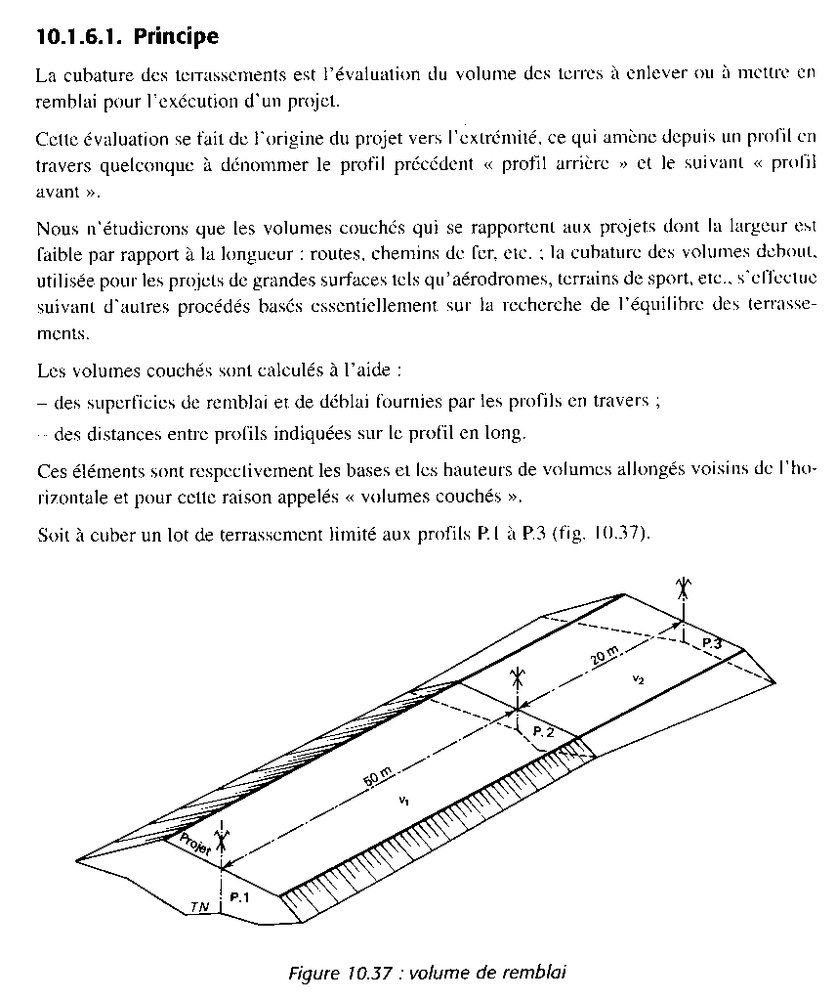 10.1.6.1. Principe
La cubature des terrassements est l'évaluation du volume des terres à enlever ou à mettre en
remblai pour l'exécution d'un projet.
Cette évaluation se fait de l'origine du projet vers l'extrémité, ce qui amène depuis un profil en
travers quelconque à dénommer le profil précédent « profil arrière » et le suivant « profil
avant ».
Nous n'étudierons que les volumes couchés qui se rapportent aux projets dont la largeur est
faible par rapport à la longueur : routes, chemins de fer, etc. ; la cubature des volumes debout,
utilisée pour les projets de grandes surfaces tels qu'aérodromes, terrains de sport, etc., s'effectue
suivant d'autres procédés basés essentiellement sur la recherche de l'équilibre des terrasse-
ments.
Les volumes couchés sont calculés à l'aide :
– des superficies de remblai et de déblai fournies par les profils en travers ;
– des distances entre profils indiquées sur le profil en long.
Ces éléments sont respectivement les bases et les hauteurs de volumes allongés voisins de l'ho-
rizontale et pour cette raison appelés « volumes couchés ».
Soit à cuber un lot de terrassement limité aux profils P.1 à P.3 (fig. 10.37).
P.3
20 m
v2
P.2
50 m
v1
Projet
P.1
TN
Figure 10.37 : volume de remblai